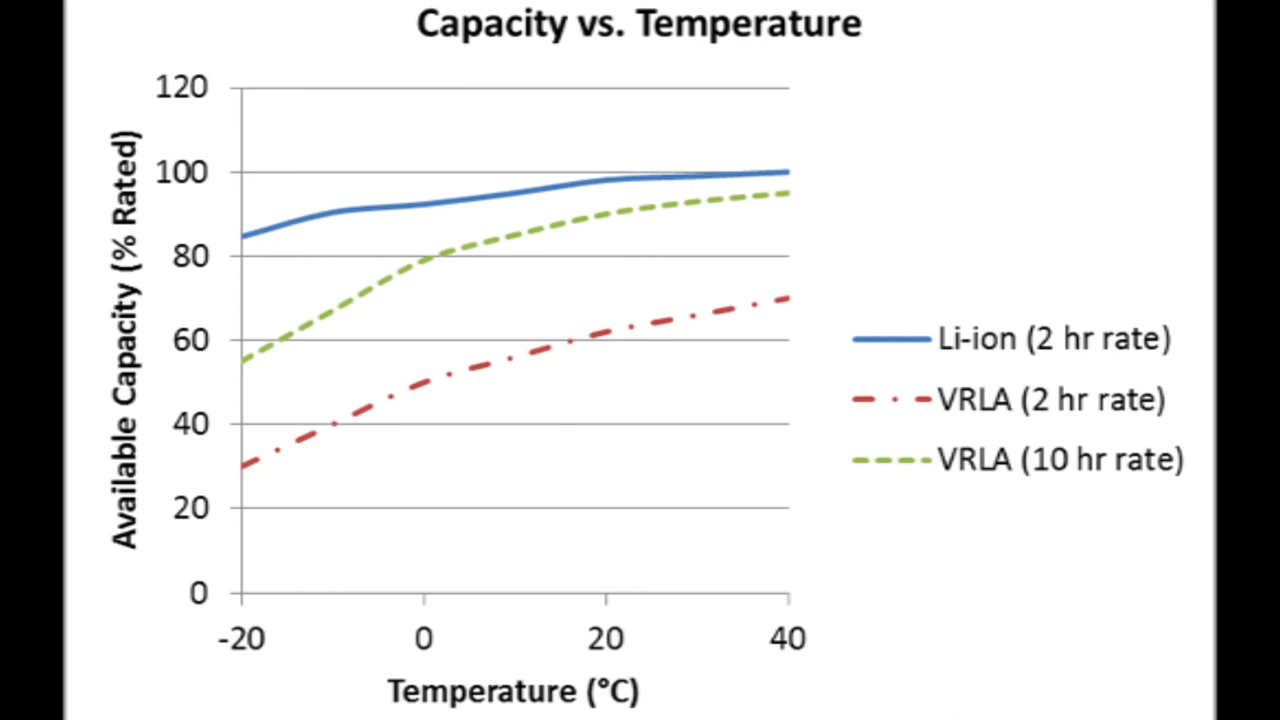 Capacity vs. Temperature
Available Capacity (% Rated)
120
100
80
60
40
20
0
-20 0 20 40
Temperature (°C)
Li-ion (2 hr rate)
VRLA (2 hr rate)
VRLA (10 hr rate)